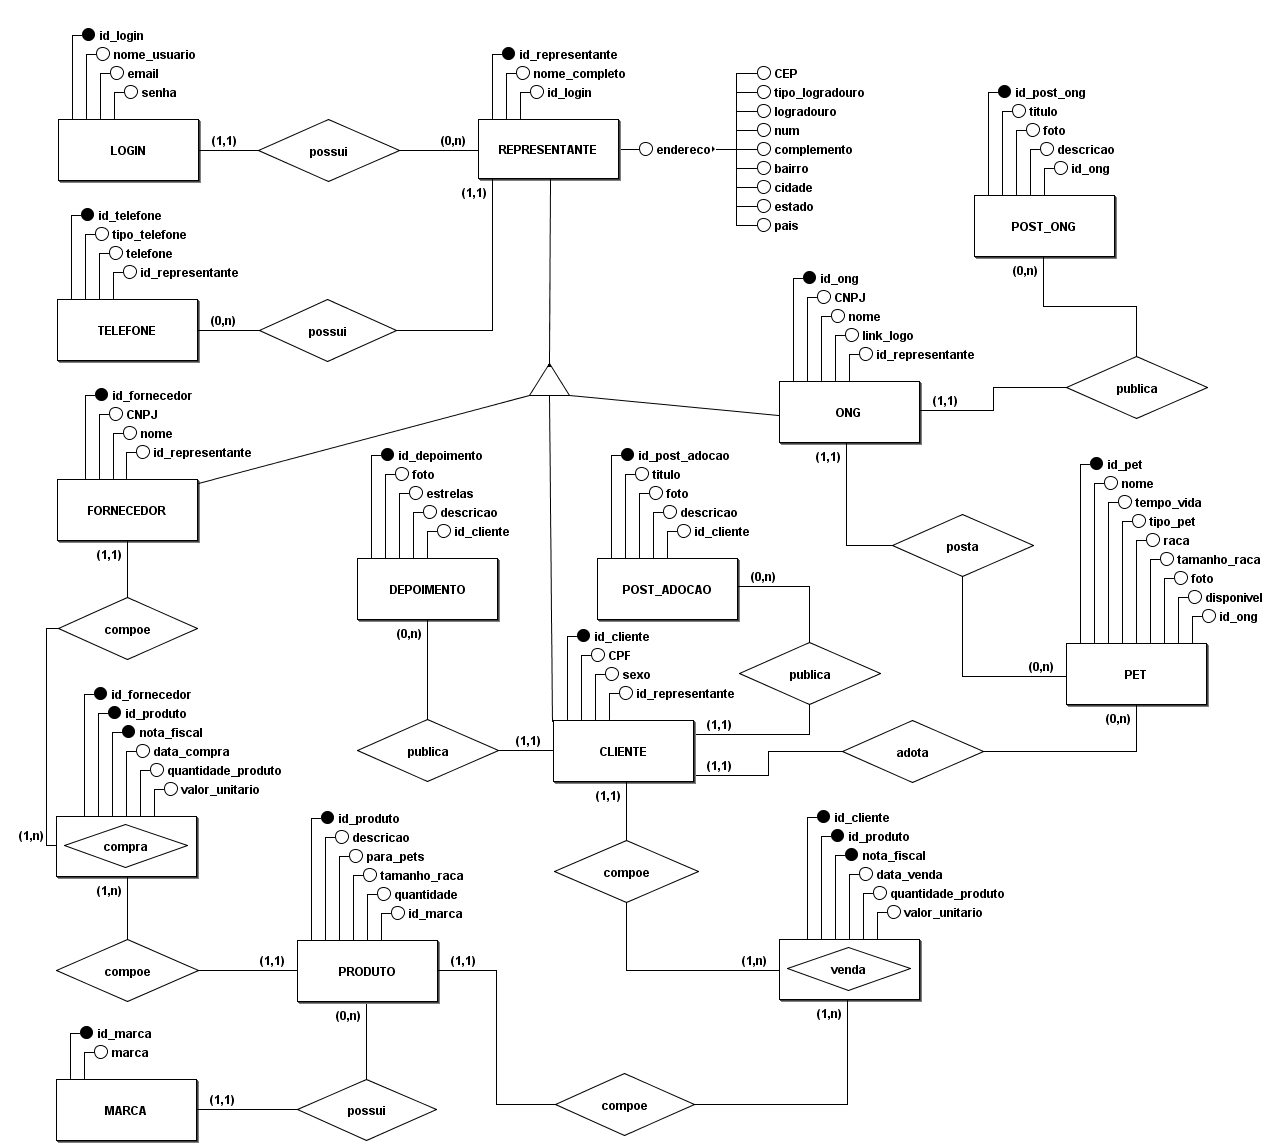 id_login
nome_usuario
email
senha
LOGIN
(1,1)
possui
(0,n)
id_representante
nome_completo
id_login
REPRESENTANTE
(1,1)
endereco
CEP
tipo_logradouro
logradouro
num
complemento
bairro
cidade
estado
pais
id_post_ong
titulo
foto
descricao
id_ong
POST_ONG
(0,n)
id_telefone
tipo_telefone
telefone
id_representante
TELEFONE
(0,n)
possui
id_ong
CNPJ
nome
link_logo
id_representante
ONG
(1,1)
(1,1)
publica
id_fornecedor
CNPJ
nome
id_representante
FORNECEDOR
(1,1)
compoe
id_depoimento
foto
estrelas
descricao
id_cliente
DEPOIMENTO
(0,n)
publica
(1,1)
id_post_adocao
titulo
foto
descricao
id_cliente
POST_ADOCAO
(0,n)
publica
(1,1)
posta
(0,n)
id_pet
nome
tempo_vida
tipo_pet
raca
tamanho_raca
foto
disponivel
id_ong
PET
(0,n)
adota
(1,1)
id_cliente
CPF
sexo
id_representante
CLIENTE
(1,1)
compoe
(1,n)
id_fornecedor
id_produto
nota_fiscal
data_compra
quantidade_produto
valor_unitario
(1,n)
compra
(1,n)
compoe
(1,1)
id_produto
descricao
para_pets
tamanho_raca
quantidade
id_marca
PRODUTO
(1,1)
(0,n)
id_cliente
id_produto
nota_fiscal
data_venda
quantidade_produto
valor_unitario
venda
(1,n)
compoe
id_marca
marca
MARCA
(1,1)
possui